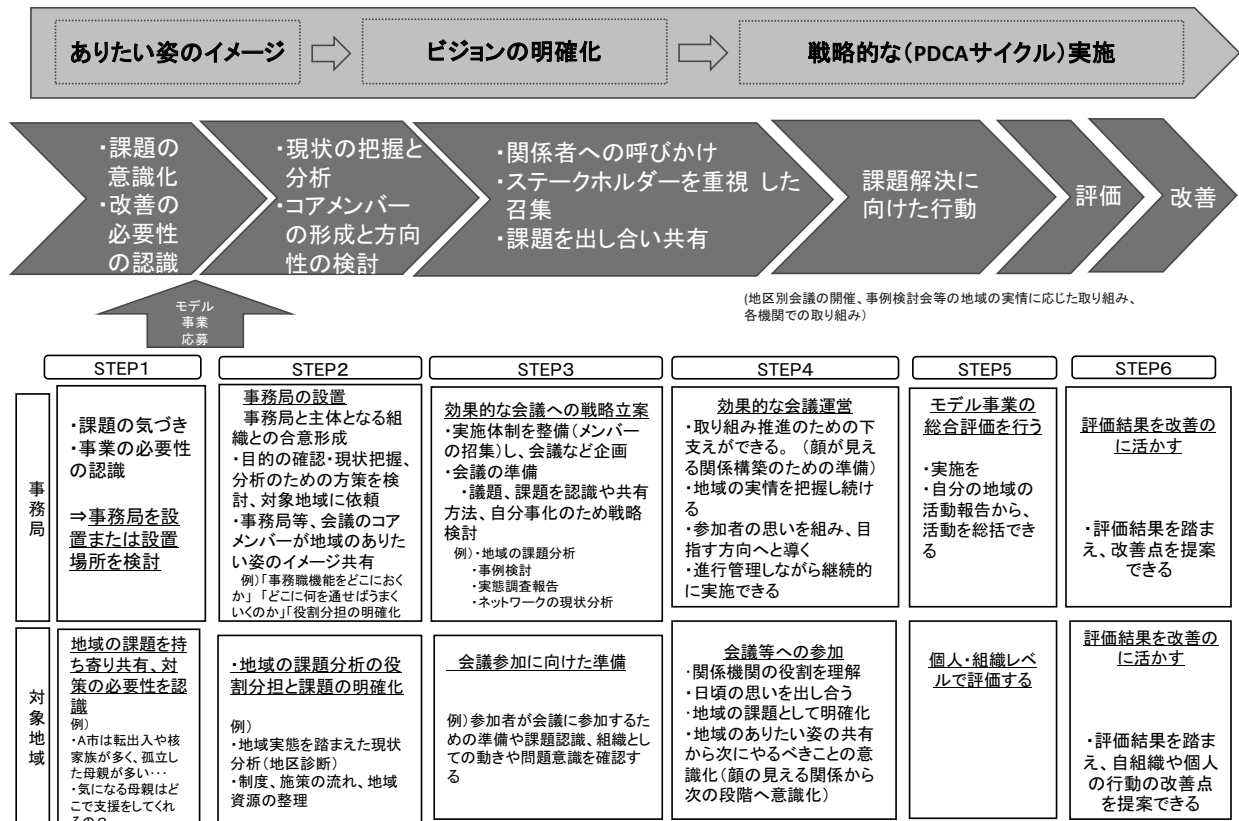 ありたい姿のイメージ
ビジョンの明確化
戦略的な(PDCAサイクル)実施
・課題の
意識化
・改善の
必要性
の認識
・現状の把握と
分析
・コアメンバー
の形成と方向
性の検討
・関係者への呼びかけ
・ステークホルダーを重視 した
召集
・課題を出し合い共有
課題解決に
向けた行動
評価
改善
モデル
事業
応募
(地区別会議の開催、事例検討会等の地域の実情に応じた取り組み、
各機関での取り組み)
STEP1
STEP2
STEP3
STEP4
STEP5
STEP6
事務局
・課題の気づき
・事業の必要性
の認識
⇒事務局を設
置または設置
場所を検討
事務局の設置
事務局と主体となる組
織との合意形成
・目的の確認・現状把握、
分析のための方策を検
討、対象地域に依頼
・事務局等、会議のコア
メンバーが地域のありた
い姿のイメージ共有
例)「事務職機能をどこにおく
か」「どこに何を通せばうまく
いくのか」「役割分担の明確化
効果的な会議への戦略立案
・実施体制を整備(メンバー
の招集)し、会議など企画
・会議の準備
・議題、課題を認識や共有
方法、自分事化のため戦略
検討
例)・地域の課題分析
・事例検討
・実態調査報告
・ネットワークの現状分析
効果的な会議運営
・取り組み推進のための下
支えができる。(顔が見え
る関係構築のための準備)
・地域の実情を把握し続け
る
・参加者の思いを組み、目
指す方向へと導く
・進行管理しながら継続的
に実施できる
モデル事業の
総合評価を行う
・実施を
・自分の地域の
活動報告から、
活動を総括でき
る
評価結果を改善の
に活かす
・評価結果を踏ま
え、改善点を提案
できる
対象地域
地域の課題を持
ち寄り共有、対
策の必要性を認
識
例)
・A市は転出入や核
家族が多く、孤立し
た母親が多い・・・
・気になる母親はど
こで支援をしてくれ
るの？
・地域の課題分析の役
割分担と課題の明確化
例)
・地域実態を踏まえた現状
分析(地区診断)
・制度、施策の流れ、地域
資源の整理
会議参加に向けた準備
例)参加者が会議に参加するた
めの準備や課題認識、組織とし
ての動きや問題意識を確認す
る
会議等への参加
・関係機関の役割を理解
・日頃の思いを出し合う
・地域の課題として明確化
・地域のありたい姿の共有
から次にやるべきことの意
識化(顔の見える関係から
次の段階へ意識化)
個人・組織レベ
ルで評価する
評価結果を改善の
に活かす
・評価結果を踏ま
え、自組織や個人
の行動の改善点
を提案できる